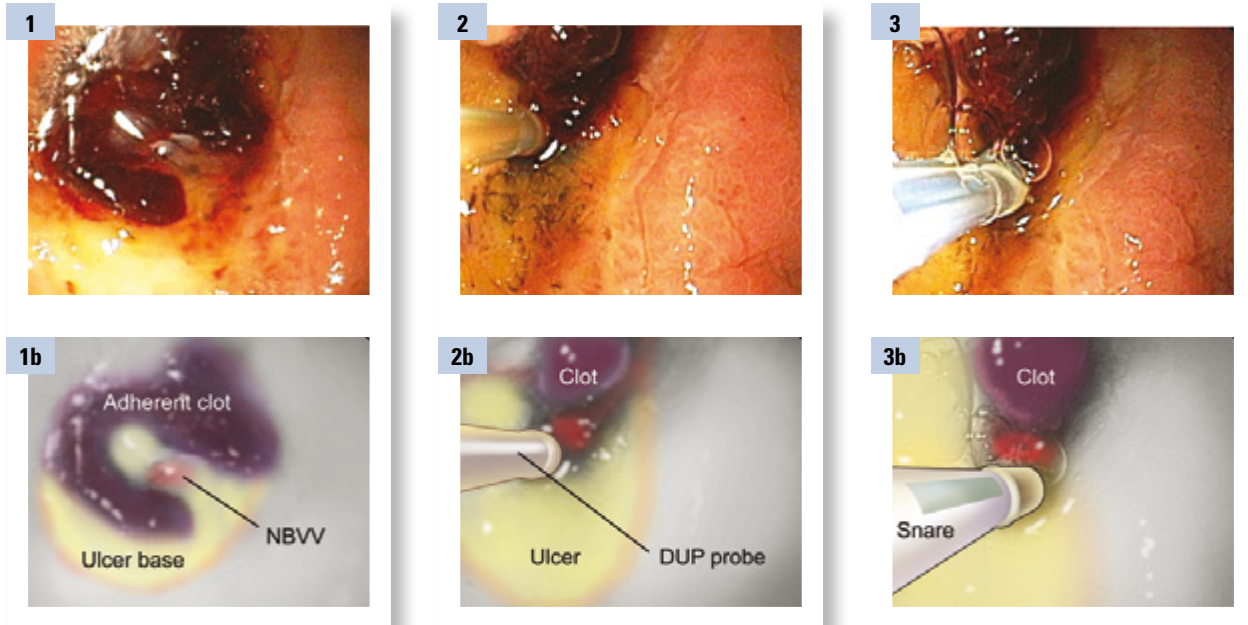 1
2
3
1b
Adherent clot
NBVV
Ulcer base
2b
Clot
Ulcer
DUP probe
3b
Clot
Snare